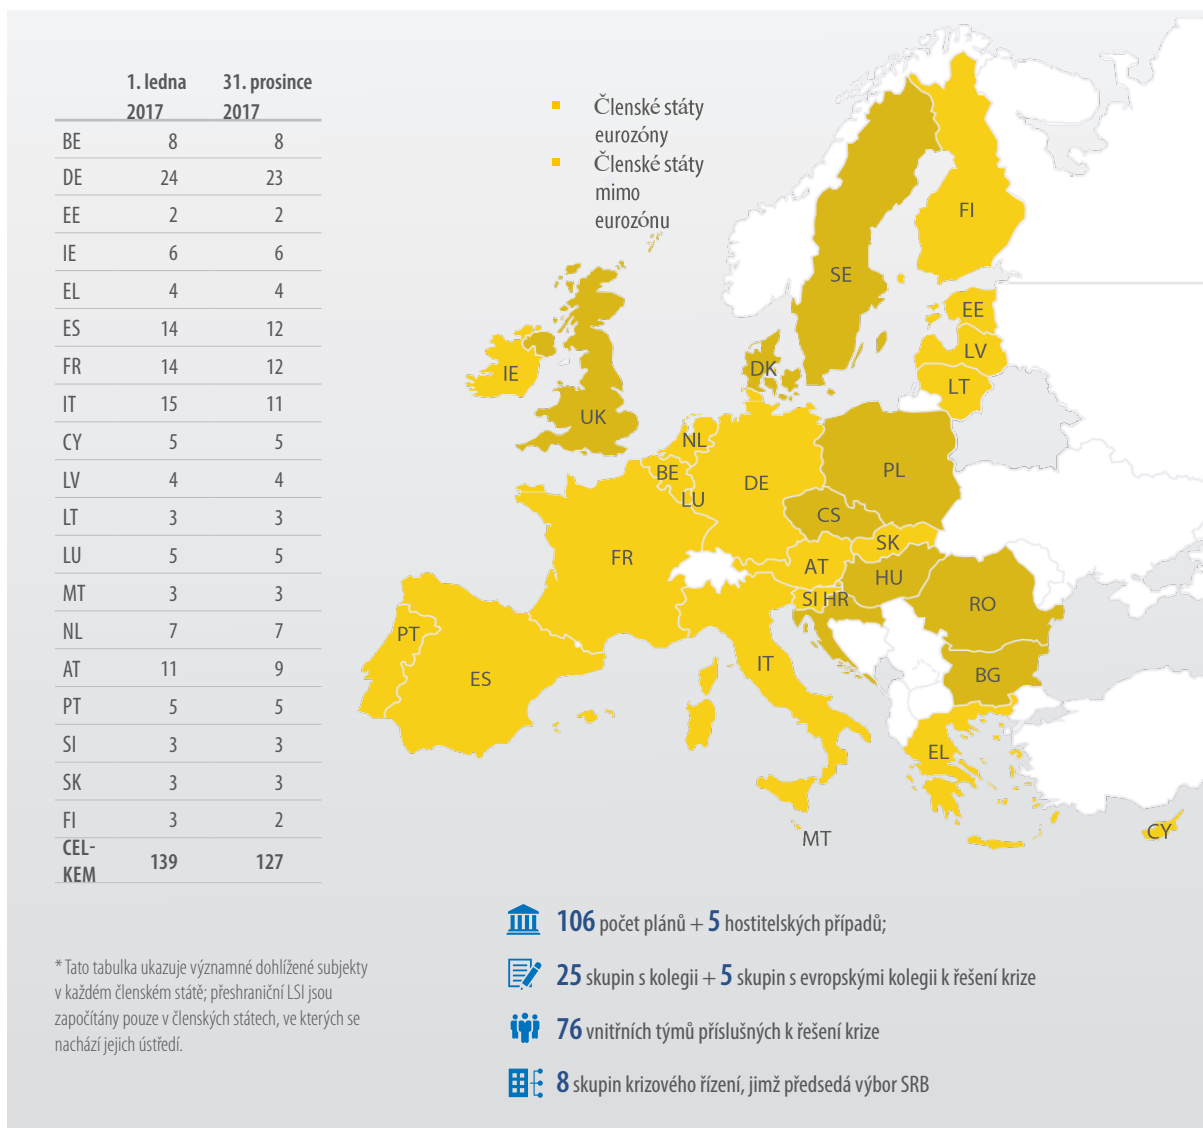 1. ledna 2017 31. prosince 2017
BE 8 8
DE 24 23
EE 2 2
IE 6 6
EL 4 4
ES 14 12
FR 14 12
IT 15 11
CY 5 5
LV 4 4
LT 3 3
LU 5 5
MT 3 3
NL 7 7
AT 11 9
PT 5 5
SI 3 3
SK 3 3
FI 3 2
CEL-
KEM 139 127
* Tato tabulka ukazuje významné dohlížené subjekty
v každém členském státě; přeshraniční LSI jsou
započítány pouze v členských státech, ve kterých se
nachází jejich ústředí.
Členské státy
eurozóny
Členské státy
mimo
eurozónu
FI
SE
EE
LV
LT
DK
IE
UK
NL
BE
LU
DE
PL
CS
SK
AT
HU
FR
SI HR
RO
PT
ES
IT
BG
EL
MT
CY
106 počet plánů + 5 hostitelských případů;
25 skupin s kolegii + 5 skupin s evropskými kolegii k řešení krize
76 vnitřních týmů příslušných k řešení krize
8 skupin krizového řízení, jimž předsedá výbor SRB